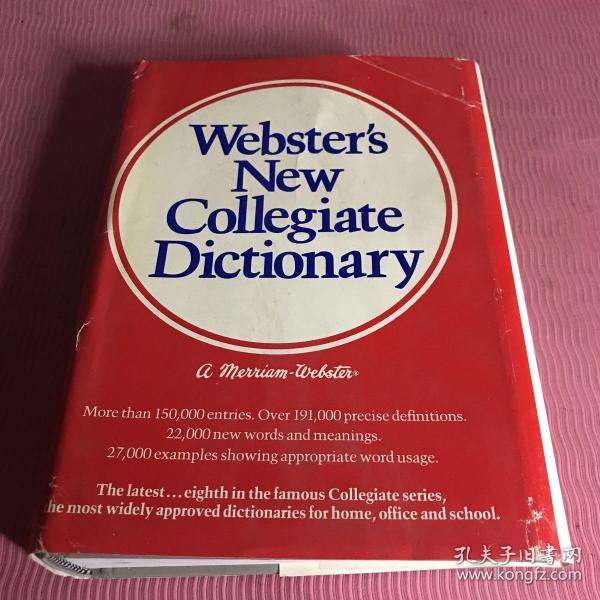 Webster's
New
Collegiate
Dictionary
A Merriam-Webster®
More than 150,000 entries. Over 191,000 precise definitions.
22,000 new words and meanings.
27,000 examples showing appropriate word usage.
The latest...eighth in the famous Collegiate series,
the most widely approved dictionaries for home, office and school.
孔夫子旧书网
www.kongfz.com